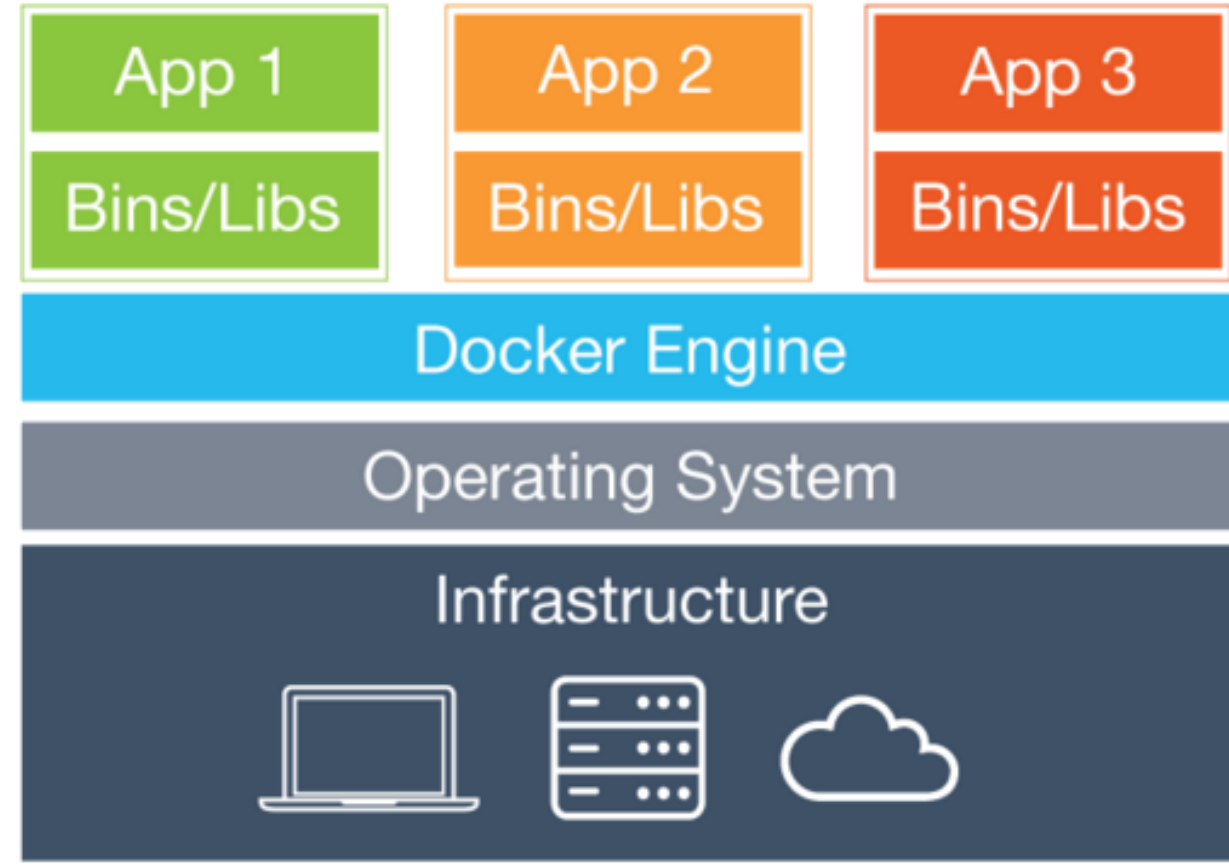 App 1
App 2
App 3
Bins/Libs
Bins/Libs
Bins/Libs
Docker Engine
Operating System
Infrastructure